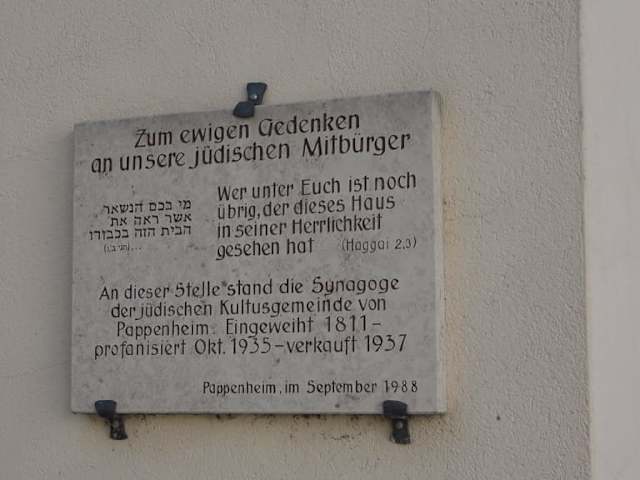 Zum ewigen Gedenken
an unsere jüdischen Mitbürger
מי בכם הנשאר
אשר ראה את
הבית הזה בכבודו
Wer unter Euch ist noch
übrig, der dieses Haus
in seiner Herrlichkeit
gesehen hat (Haggai 2.3)
An dieser Stelle stand die Synagoge
der jüdischen Kultusgemeinde von
Pappenheim. Eingeweiht 1811 –
profanisiert Okt. 1935 – verkauft 1937
Pappenheim, im September 1988